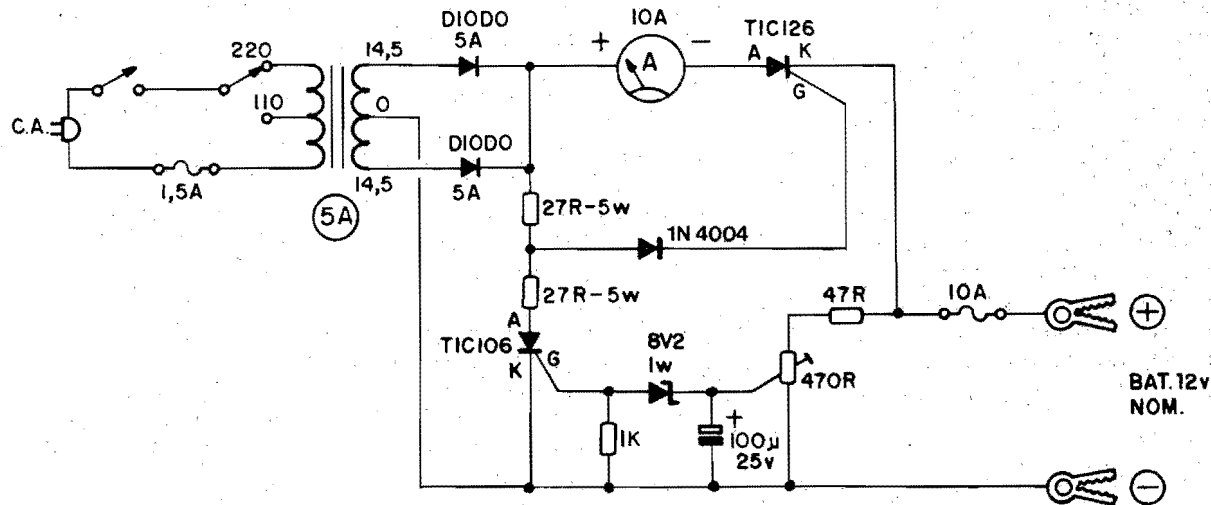 DIODO
5A
10A
TIC126
220
14,5
+
A
-
A
K
G
110
0
C.A.
DIODO
1,5A
14,5
5A
5A
27R-5w
1N4004
27R-5w
47R
10A
+
A
TIC106
G
K
8V2
1w
470R
BAT. 12v
NOM.
1K
+
100µ
25v
-